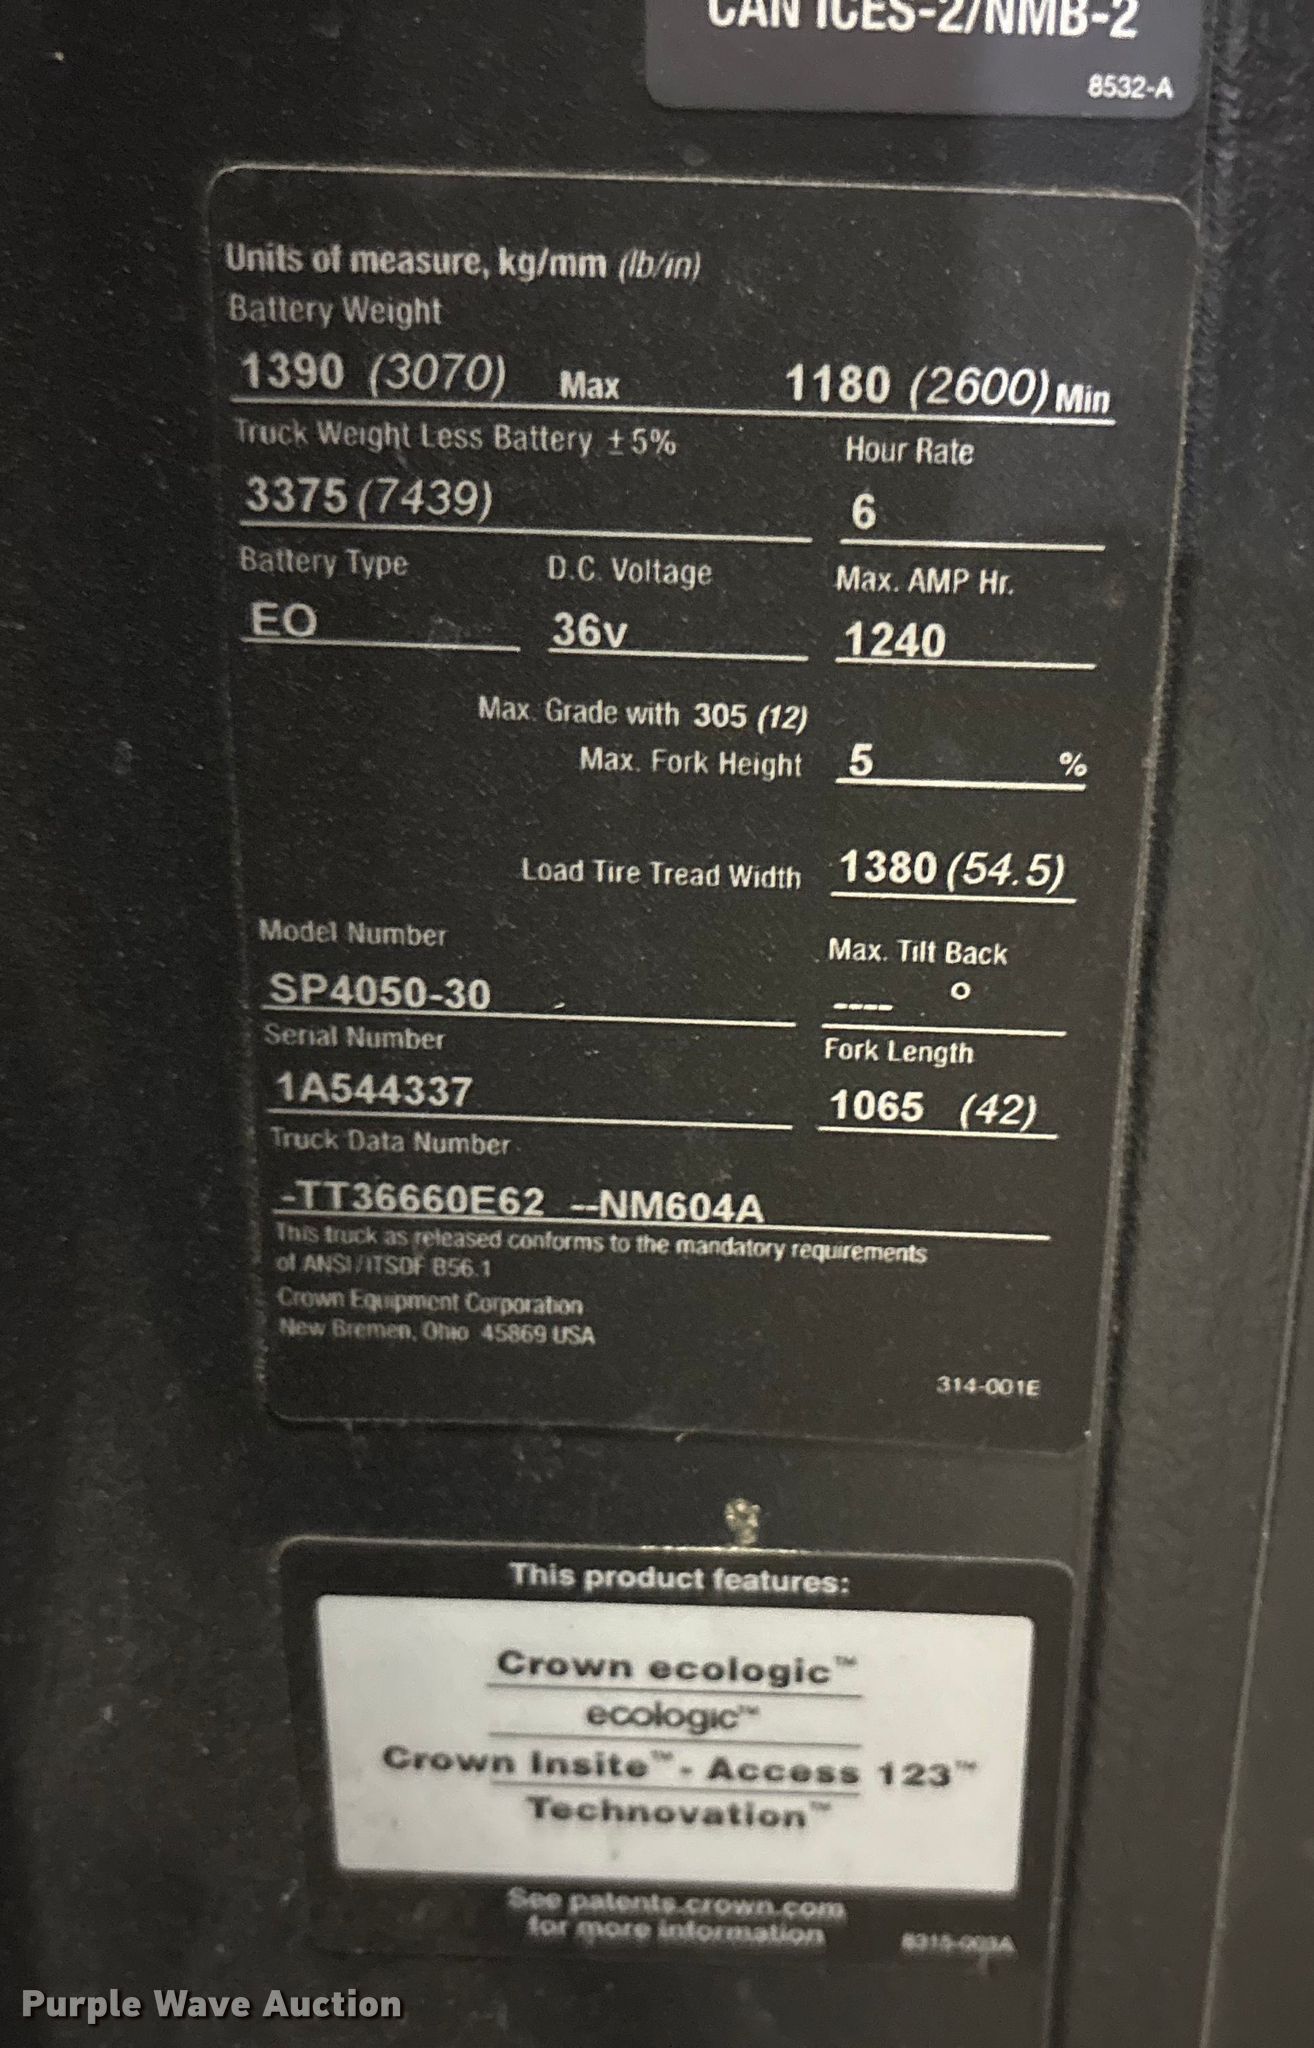 CAN ICES-2/NMB-2
8532-A
Units of measure, kg/mm (lb/in)
Battery Weight
1390 (3070) Max 1180 (2600) Min
Truck Weight Less Battery ±5% Hour Rate
3375 (7439) 6
Battery Type D.C. Voltage Max. AMP Hr.
EO 36v 1240
Max. Grade with 305 (12)
Max. Fork Height 5 %
Load Tire Tread Width 1380 (54.5)
Model Number Max. Tilt Back
SP4050-30 ---- °
Serial Number Fork Length
1A544337 1065 (42)
Truck Data Number
-TT36660E62 --NM604A
This truck as released conforms to the mandatory requirements
of ANSI/ITSDF B56.1
Crown Equipment Corporation
New Bremen, Ohio 45869 USA
314-001E
This product features:
Crown ecologic™
ecologic™
Crown Insite™- Access 123™
Technovation™
See patents.crown.com
for more information
8315-003A
Purple Wave Auction